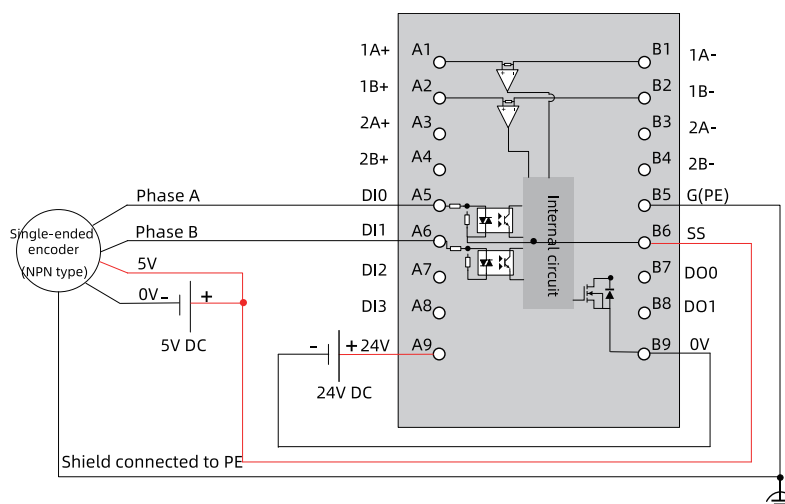 1A+ A1 B1 1A-
1B+ A2 B2 1B-
2A+ A3 B3 2A-
2B+ A4 B4 2B-
Phase A DI0 A5 B5 G(PE)
Phase B DI1 A6 B6 SS
Single-ended
encoder
(NPN type)
5V DI2 A7 B7 DO0
0V - + DI3 A8 B8 DO1
5V DC
- + 24V A9 B9 0V
24V DC
Internal circuit
Shield connected to PE